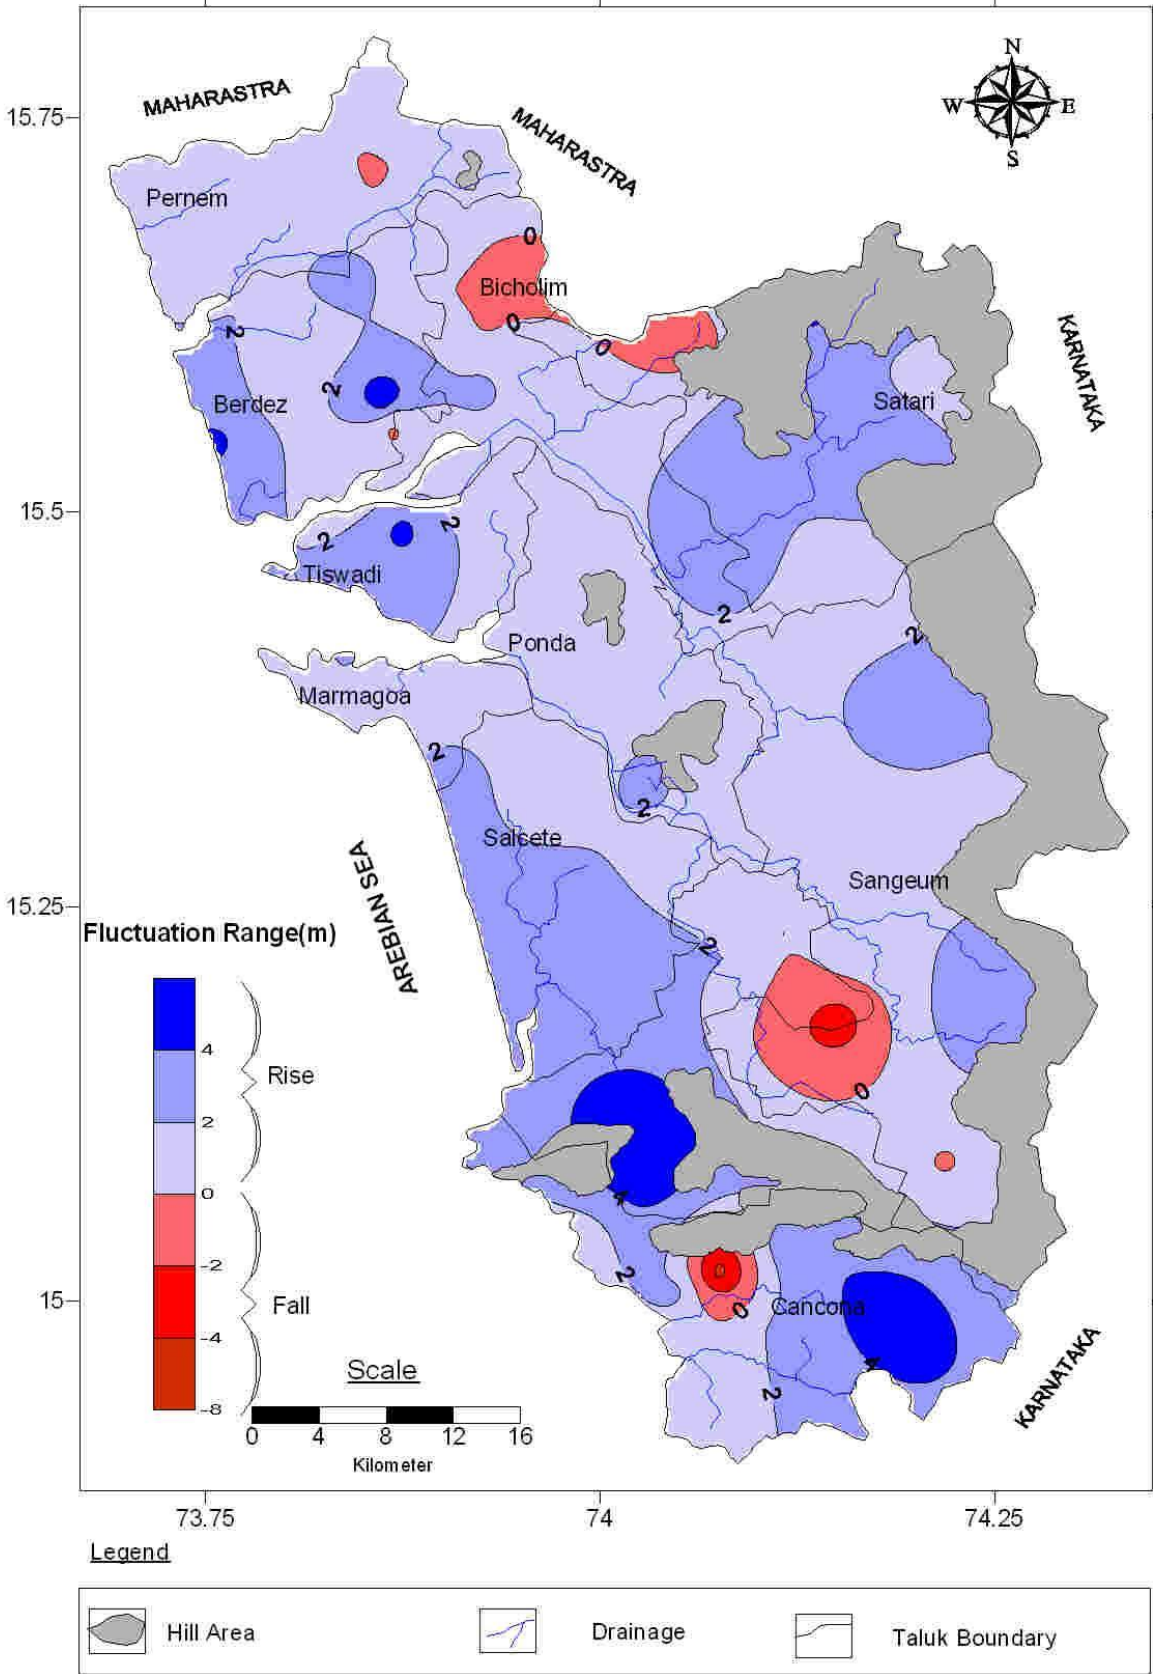 N
W E
S
15.75
MAHARASTRA
MAHARASTRA
Pernem
0
Bicholim
0
0
2
KARNATAKA
2
Berdez
Satari
15.5
2
2
Tiswadi
2
Ponda
2
Marmagoa
2
2
Salcete
AREBIAN SEA
Sangeum
15.25
Fluctuation Range(m)
2
4
Rise
2
0
0
-2
4
Fall
2
15
0
Cancona
-4
4
KARNATAKA
Scale
2
-8
0 4 8 12 16
Kilometer
73.75 74 74.25
Legend
Hill Area
Drainage
Taluk Boundary